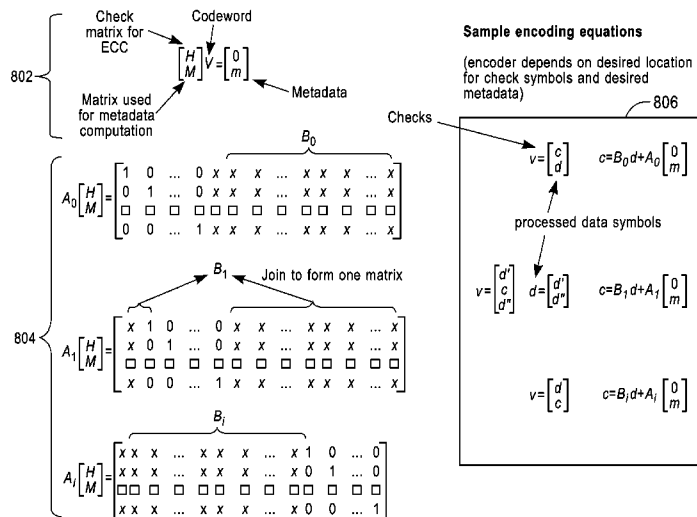 Check
matrix for
ECC
Codeword
802
[H M] V = [0 m]
Matrix used
for metadata
computation
Metadata
Sample encoding equations
(encoder depends on desired location
for check symbols and desired
metadata)
806
Checks
v=[c d] c=B0d+A0[0 m]
processed data symbols
v=[d' c d"] d=[d' d"] c=B1d+A1[0 m]
v=[d c] c=Bid+Ai[0 m]
804
B0
A0[H M]=
1 0 ... 0 x x x ... x x x ... x
0 1 ... 0 x x x ... x x x ... x
□ □ □ □ □ □ □ □ □ □ □ □
0 0 ... 1 x x x ... x x x ... x
B1
Join to form one matrix
A1[H M]=
x 1 0 ... 0 x x ... x x x ... x
x 0 1 ... 0 x x ... x x x ... x
□ □ □ □ □ □ □ □ □ □ □ □
x 0 0 ... 1 x x ... x x x ... x
Bi
Ai[H M]=
x x x ... x x x ... x 1 0 ... 0
x x x ... x x x ... x 0 1 ... 0
□ □ □ □ □ □ □ □ □ □ □ □
x x x ... x x x ... x 0 0 ... 1